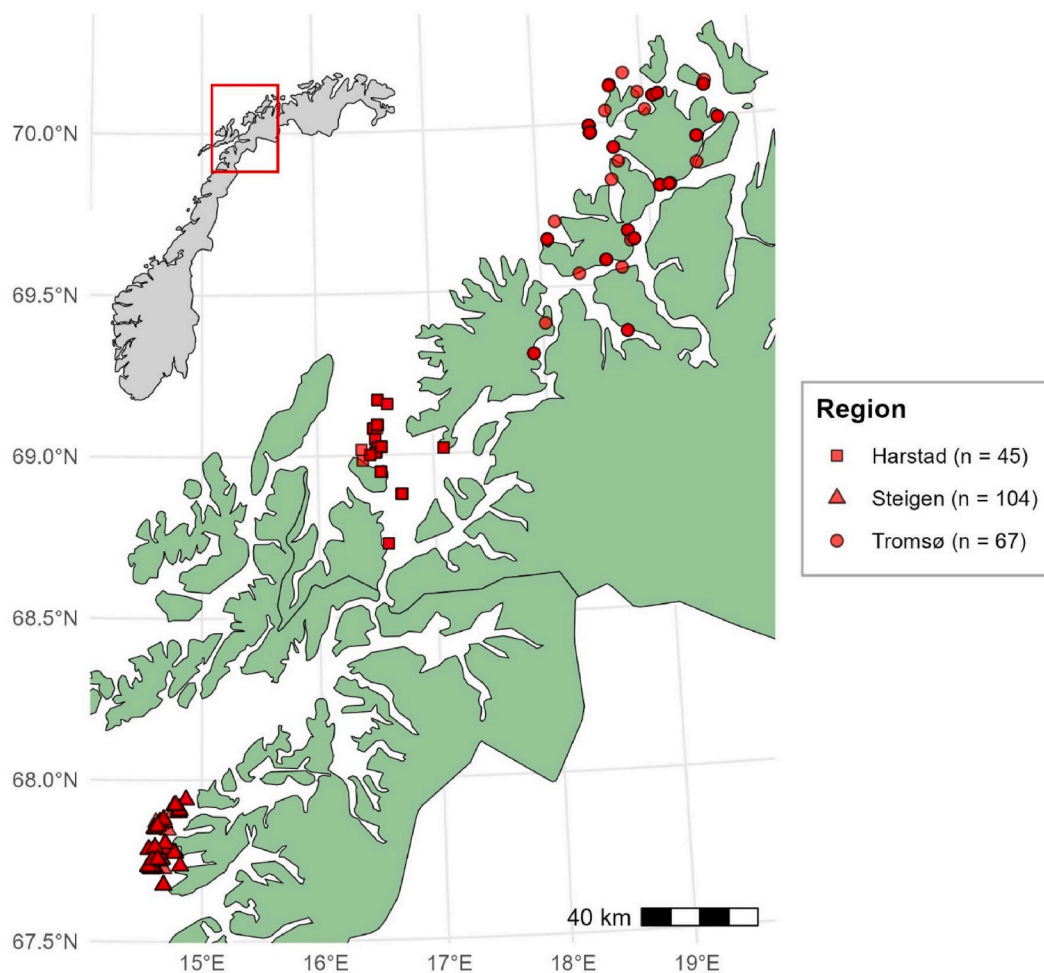 70.0°N
69.5°N
69.0°N
68.5°N
68.0°N
67.5°N
15°E 16°E 17°E 18°E 19°E
40 km
Region
Harstad (n = 45)
Steigen (n = 104)
Tromsø (n = 67)